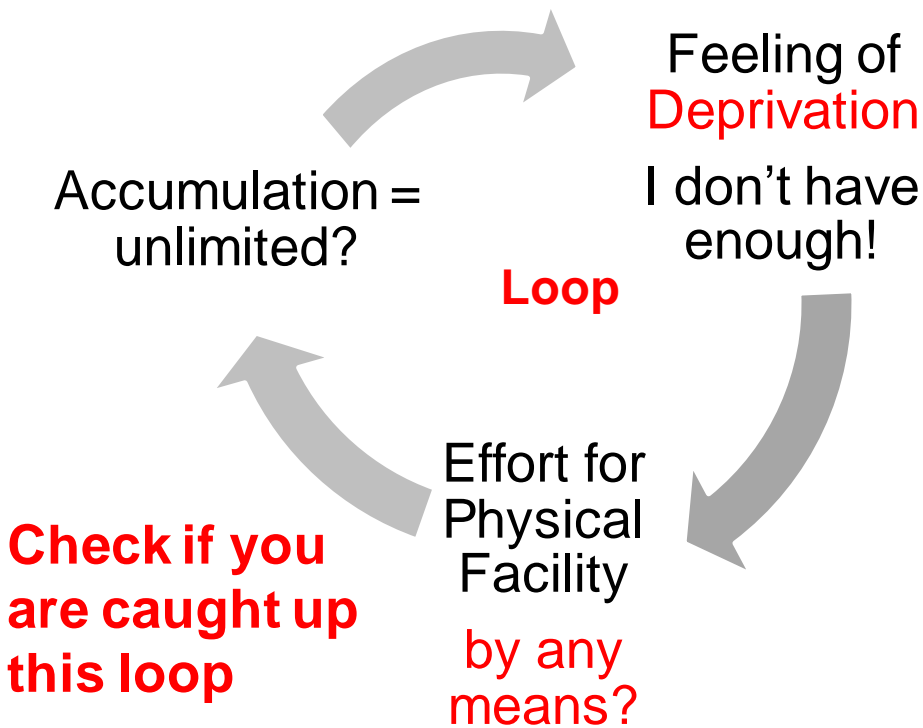 Feeling of
Deprivation
I don't have
enough!
Accumulation =
unlimited?
Loop
Effort for
Physical
Facility
by any
means?
Check if you
are caught up
this loop